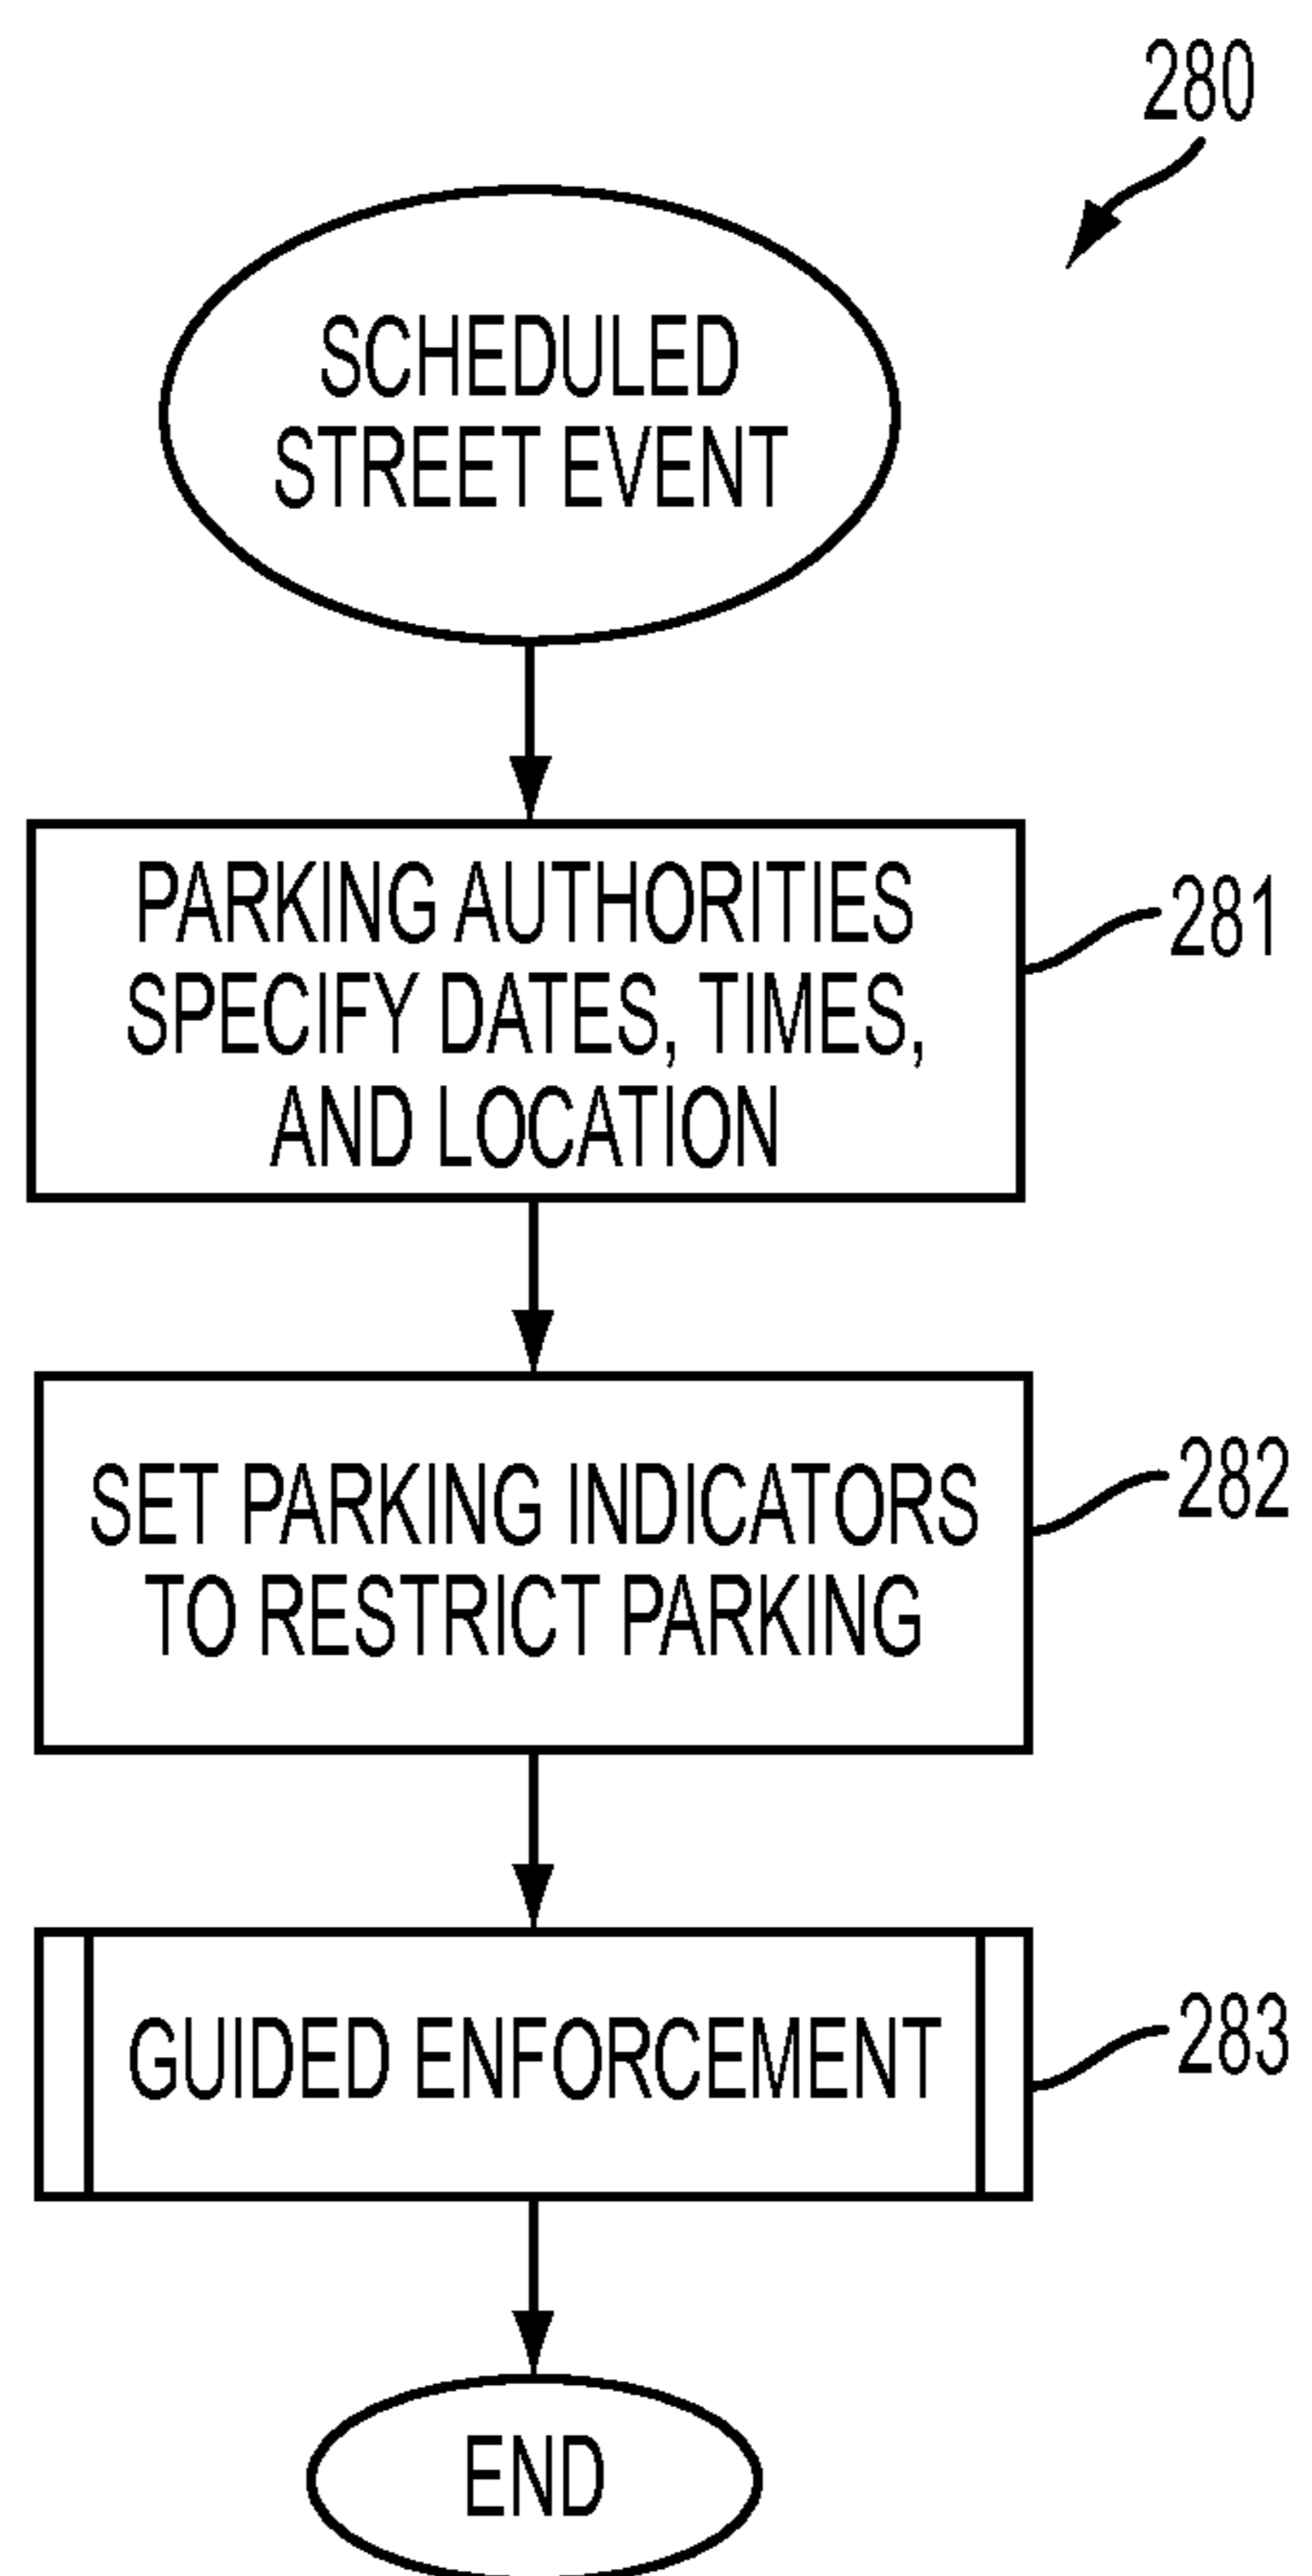 280
SCHEDULED
STREET EVENT
PARKING AUTHORITIES
SPECIFY DATES, TIMES,
AND LOCATION
281
SET PARKING INDICATORS
TO RESTRICT PARKING
282
GUIDED ENFORCEMENT
283
END